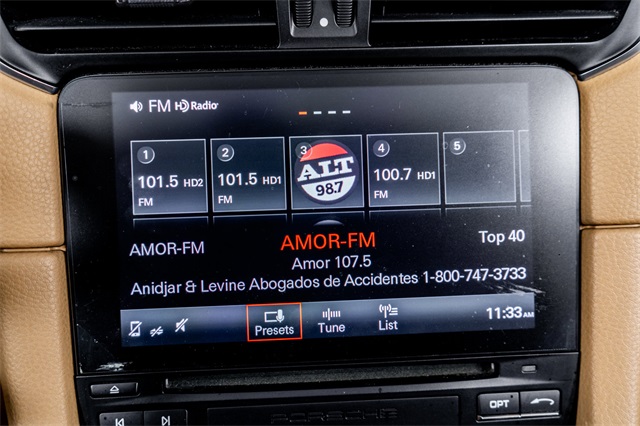 FM HD Radio
1 2 3 4 5
101.5 HD2 101.5 HD1 ALT 98.7 100.7 HD1
FM FM FM
AMOR-FM AMOR-FM Top 40
Amor 107.5
Anidjar & Levine Abogados de Accidentes 1-800-747-3733
Presets Tune List 11:33 AM
OPT
PORSCHE